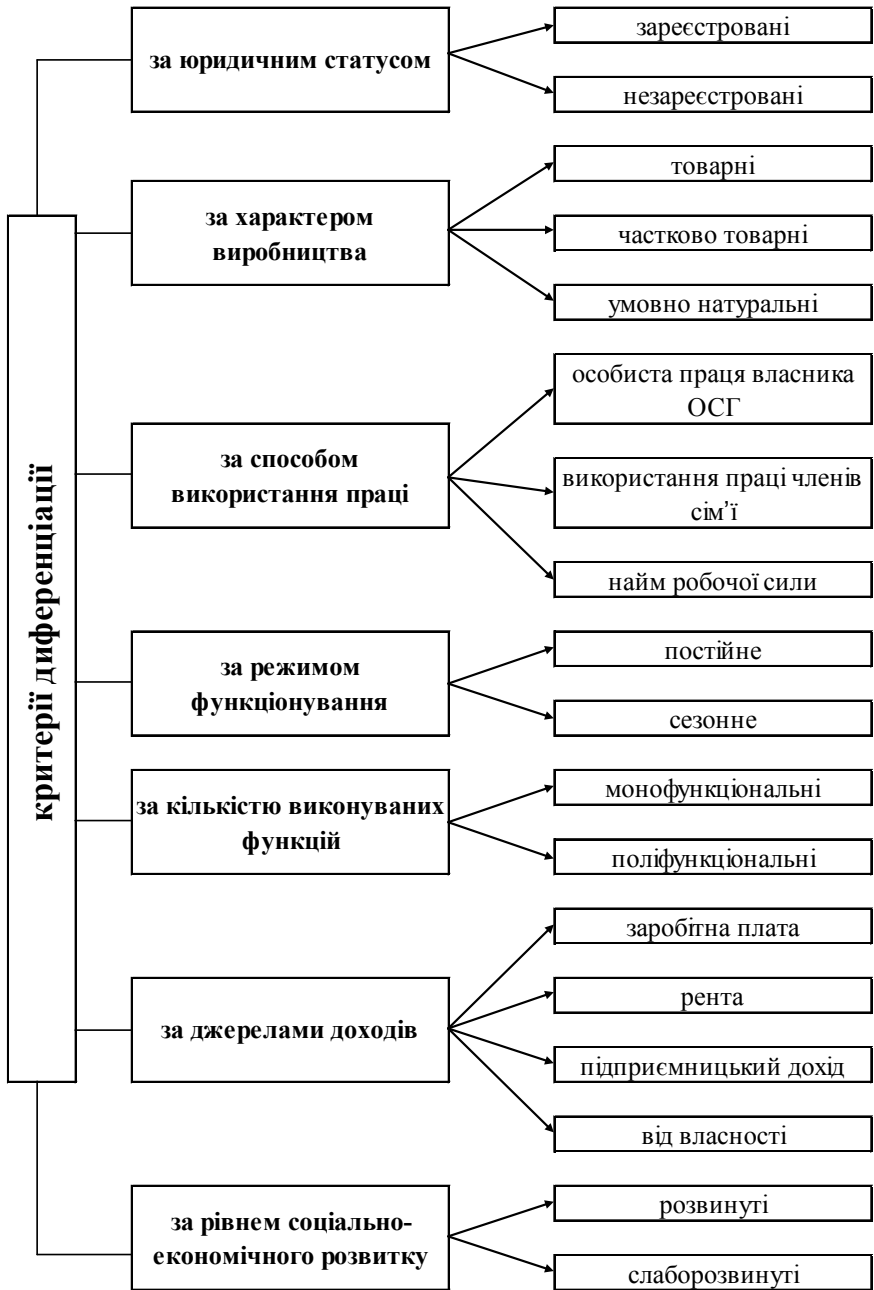 критерії диференціації
за юридичним статусом
зареєстровані
незареєстровані
за характером
виробництва
товарні
частково товарні
умовно натуральні
за способом
використання праці
особиста праця власника
ОСГ
використання праці членів
сім’ї
найм робочої сили
за режимом
функціонування
постійне
сезонне
за кількістю виконуваних
функцій
монофункціональні
поліфункціональні
за джерелами доходів
заробітна плата
рента
підприємницький дохід
від власності
за рівнем соціально-
економічного розвитку
розвинуті
слаборозвинуті